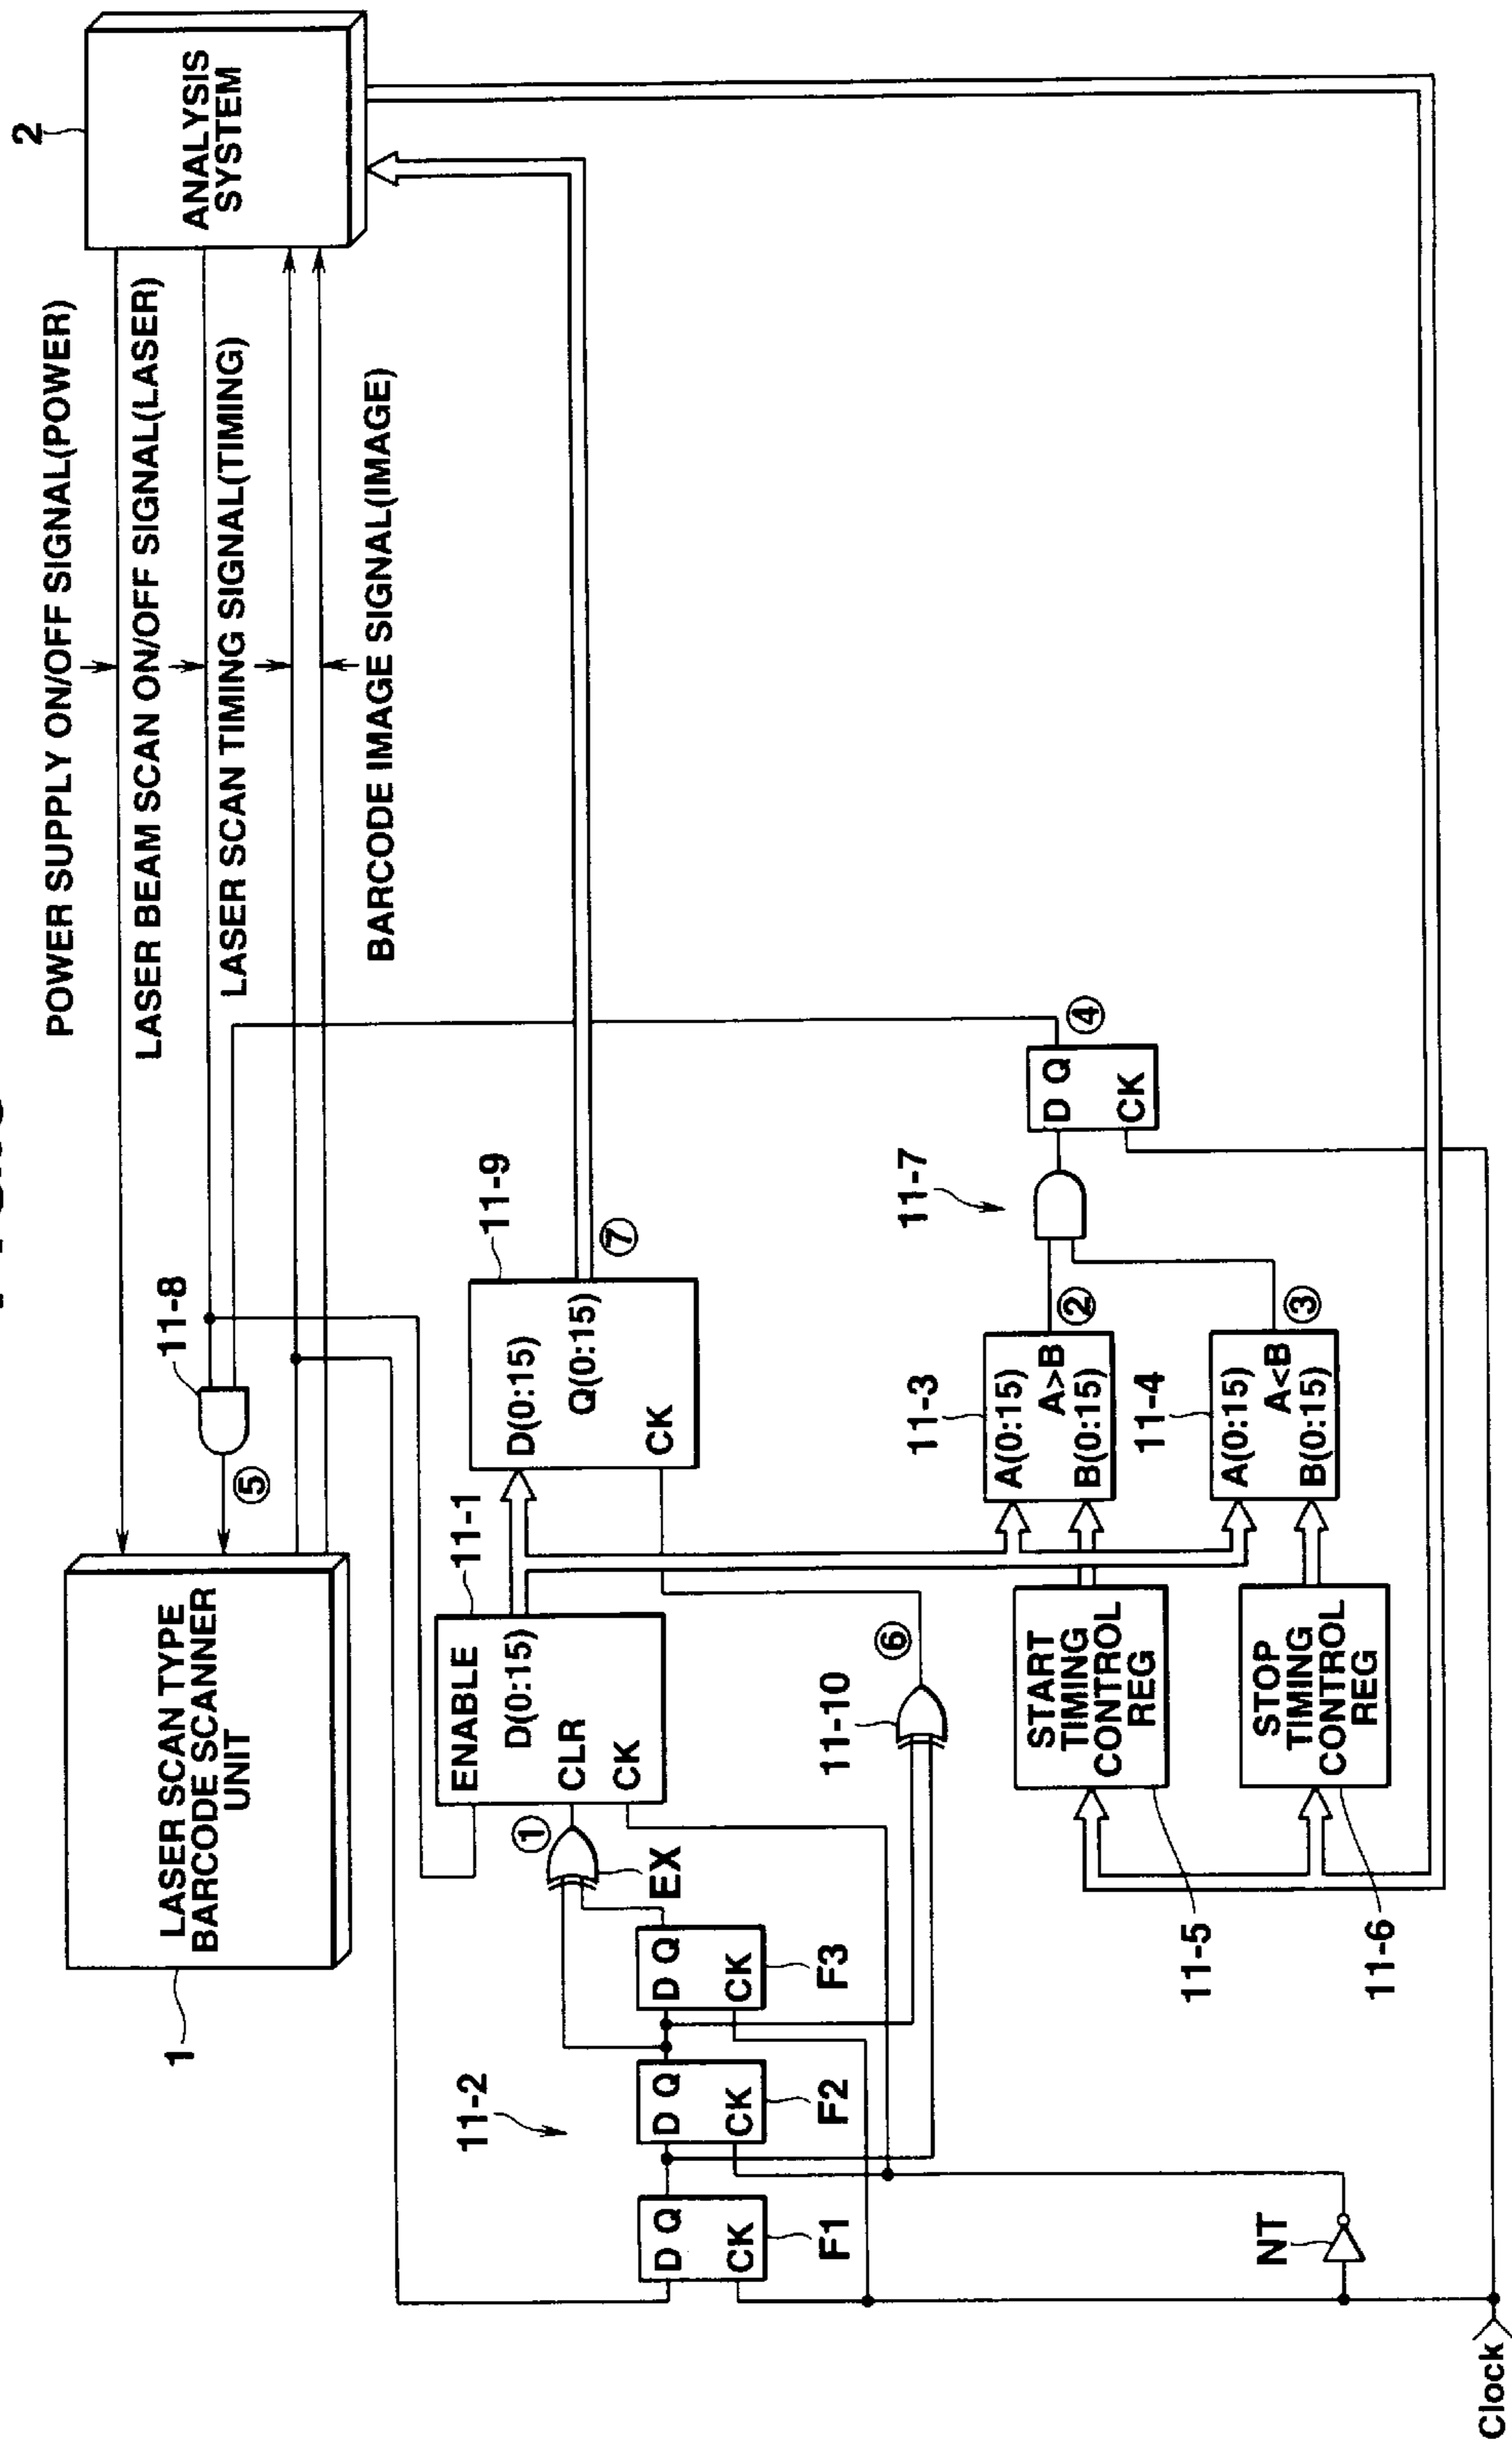 2
ANALYSIS
SYSTEM
POWER SUPPLY ON/OFF SIGNAL(POWER)
LASER BEAM SCAN ON/OFF SIGNAL(LASER)
LASER SCAN TIMING SIGNAL(TIMING)
BARCODE IMAGE SIGNAL(IMAGE)
1
LASER SCAN TYPE
BARCODE SCANNER
UNIT
11-8
⑤
11-1
ENABLE
D(0:15)
CLR
CK
11-9
D(0:15)
Q(0:15)
CK
⑦
①
EX
11-2
D Q
CK
F1
D Q
CK
F2
D Q
CK
F3
11-10
⑥
11-3
A(0:15)
A>B
B(0:15)
②
11-4
A(0:15)
A<B
B(0:15)
③
11-7
D Q
CK
④
START
TIMING
CONTROL
REG
11-5
STOP
TIMING
CONTROL
REG
11-6
NT
Clock